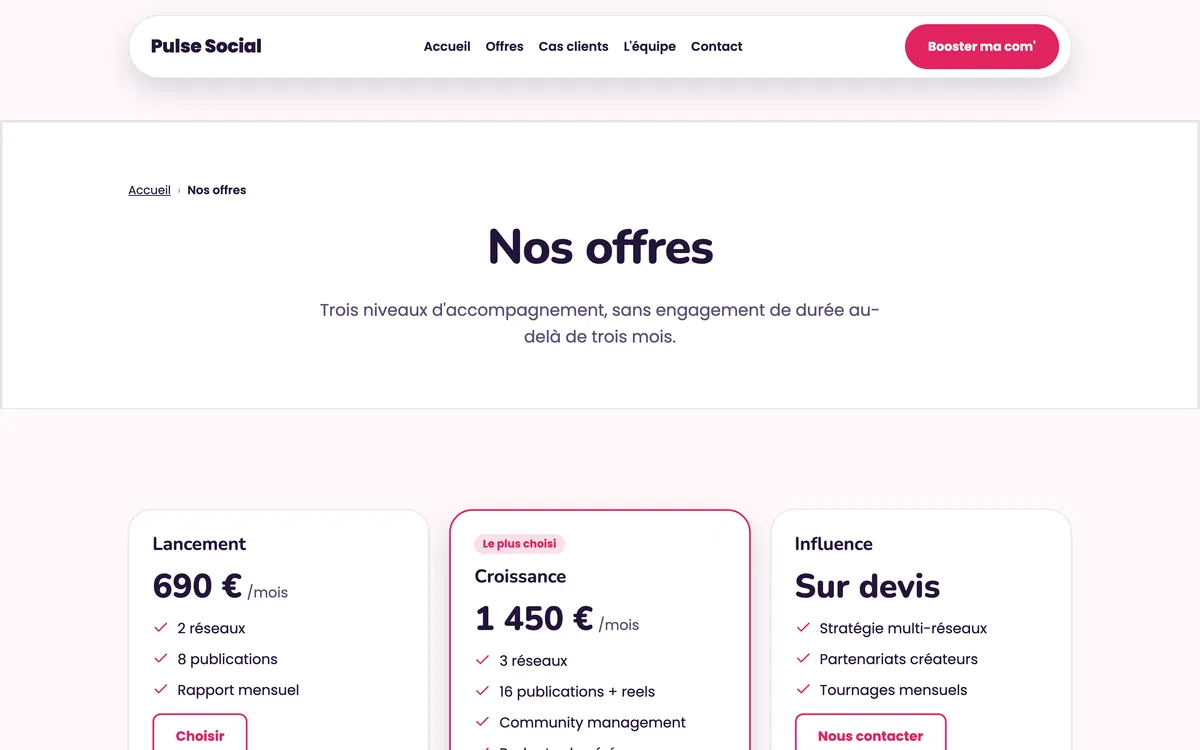 Pulse Social
Accueil Offres Cas clients L'équipe Contact
Booster ma com'
Accueil › Nos offres
Nos offres
Trois niveaux d'accompagnement, sans engagement de durée au-
delà de trois mois.
Lancement
690 € /mois
2 réseaux
8 publications
Rapport mensuel
Choisir
Le plus choisi
Croissance
1 450 € /mois
3 réseaux
16 publications + reels
Community management
Influence
Sur devis
Stratégie multi-réseaux
Partenariats créateurs
Tournages mensuels
Nous contacter